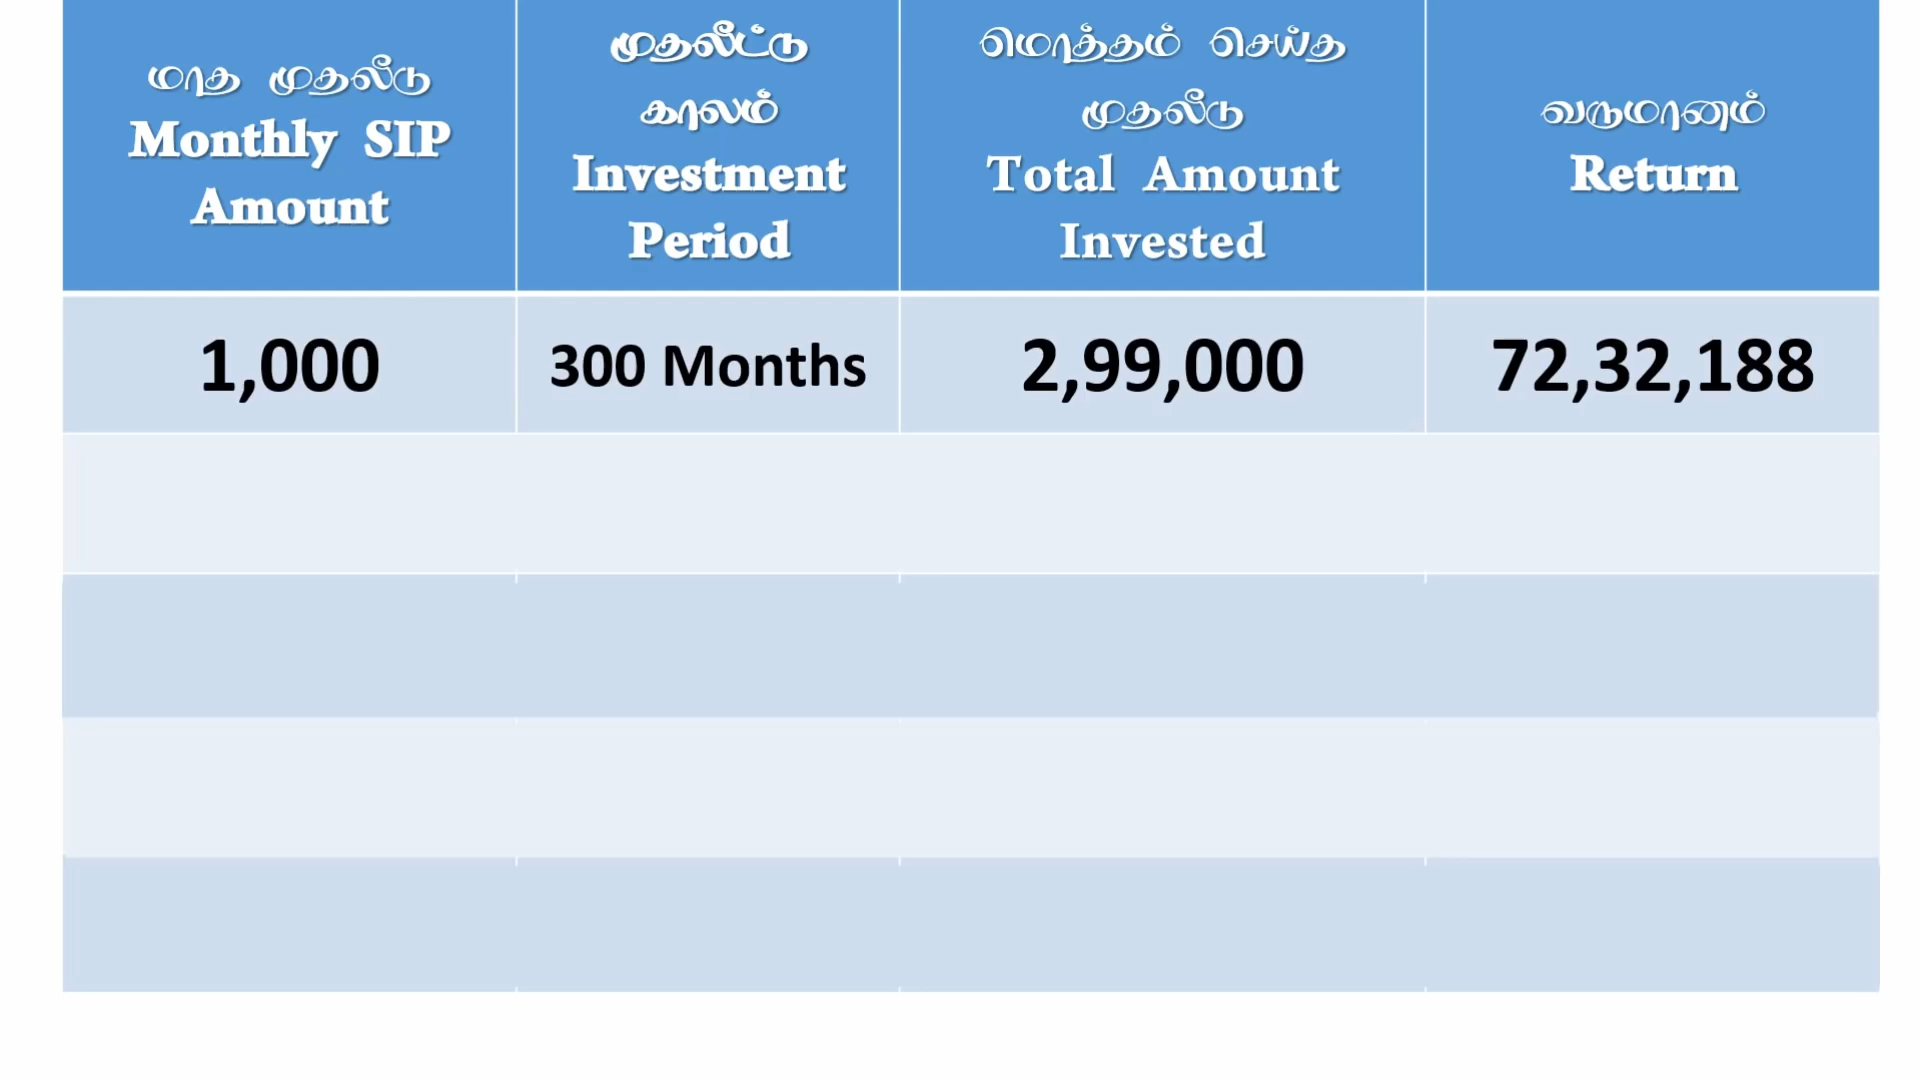 மாத முதலீடு
Monthly SIP
Amount
முதலீட்டு
காலம்
Investment
Period
மொத்தம் செய்த
முதலீடு
Total Amount
Invested
வருமானம்
Return
1,000
300 Months
2,99,000
72,32,188